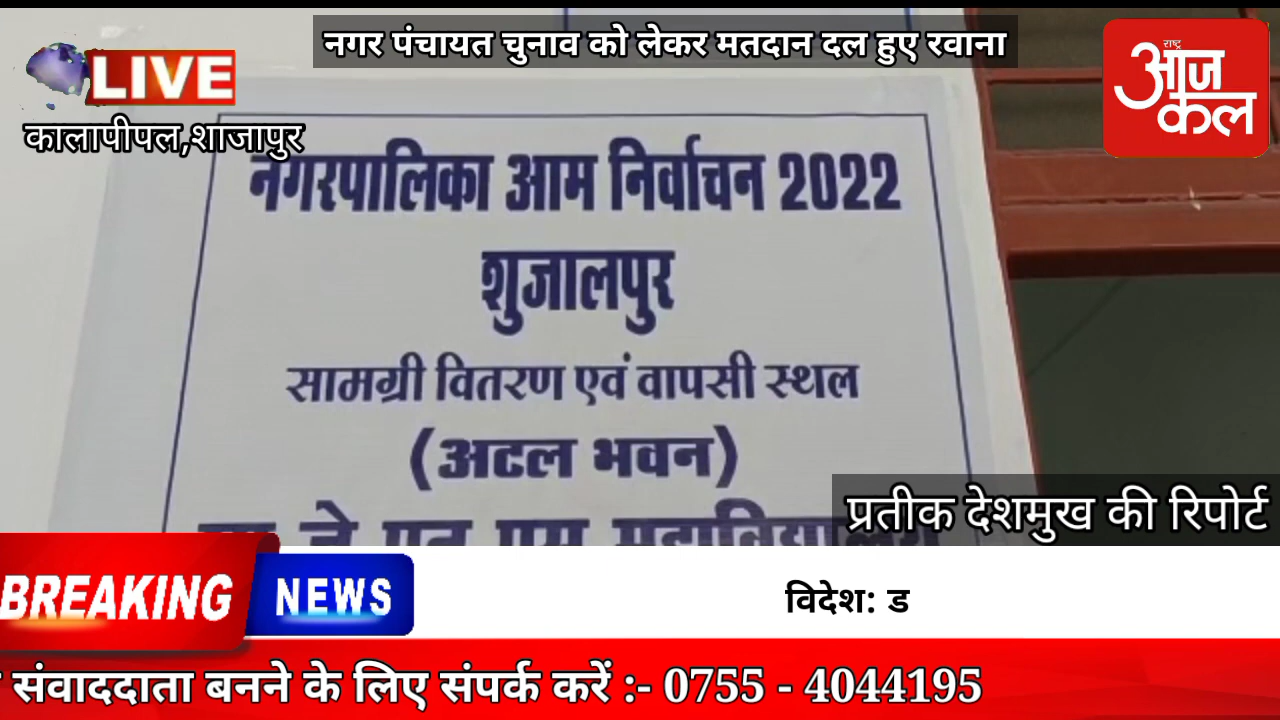 नगर पंचायत चुनाव को लेकर मतदान दल हुए रवाना
LIVE
राष्ट्र
आज
कल
कालापीपल,शाजापुर
नगरपालिका आम निर्वाचन 2022
शुजालपुर
सामग्री वितरण एवं वापसी स्थल
(अटल भवन)
प्रतीक देशमुख की रिपोर्ट
BREAKING NEWS
विदेश: ड
संवाददाता बनने के लिए संपर्क करें :- 0755 - 4044195